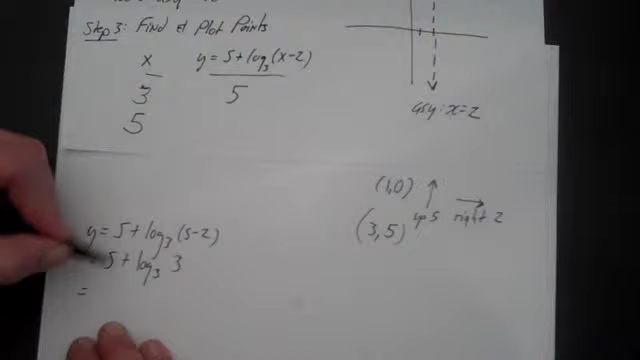 Step 3: Find & Plot Points
x
y = 5 + log₃(x-2)
3
5
5
asy: x=2
(1,0) ↑ →
(3,5) up 5 right 2
y = 5 + log₃(5-2)
= 5 + log₃ 3
=